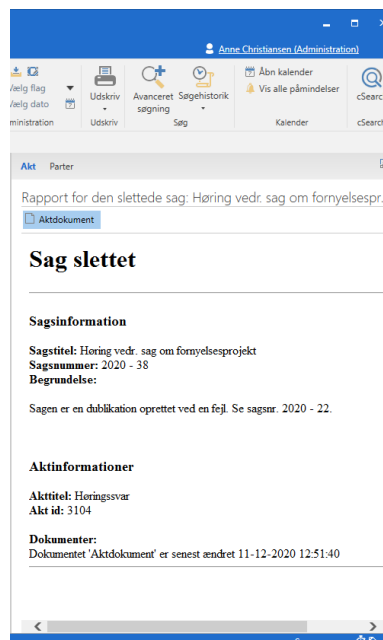 Anne Christiansen (Administration)
Vælg flag
Vælg dato
Udskriv
Avanceret søgning
Søgehistorik
Åbn kalender
Vis alle påmindelser
cSearch
ministration
Udskriv
Søg
Kalender
cSearch
Akt Parter
Rapport for den slettede sag: Høring vedr. sag om fornyelsespr.
Aktdokument
Sag slettet
Sagsinformation
Sagstitel: Høring vedr. sag om fornyelsesprojekt
Sagsnummer: 2020 - 38
Begrundelse:
Sagen er en dublikation oprettet ved en fejl. Se sagsnr. 2020 - 22.
Aktinformationer
Akttitel: Høringssvar
Akt id: 3104
Dokumenter:
Dokumentet 'Aktdokument' er senest ændret 11-12-2020 12:51:40